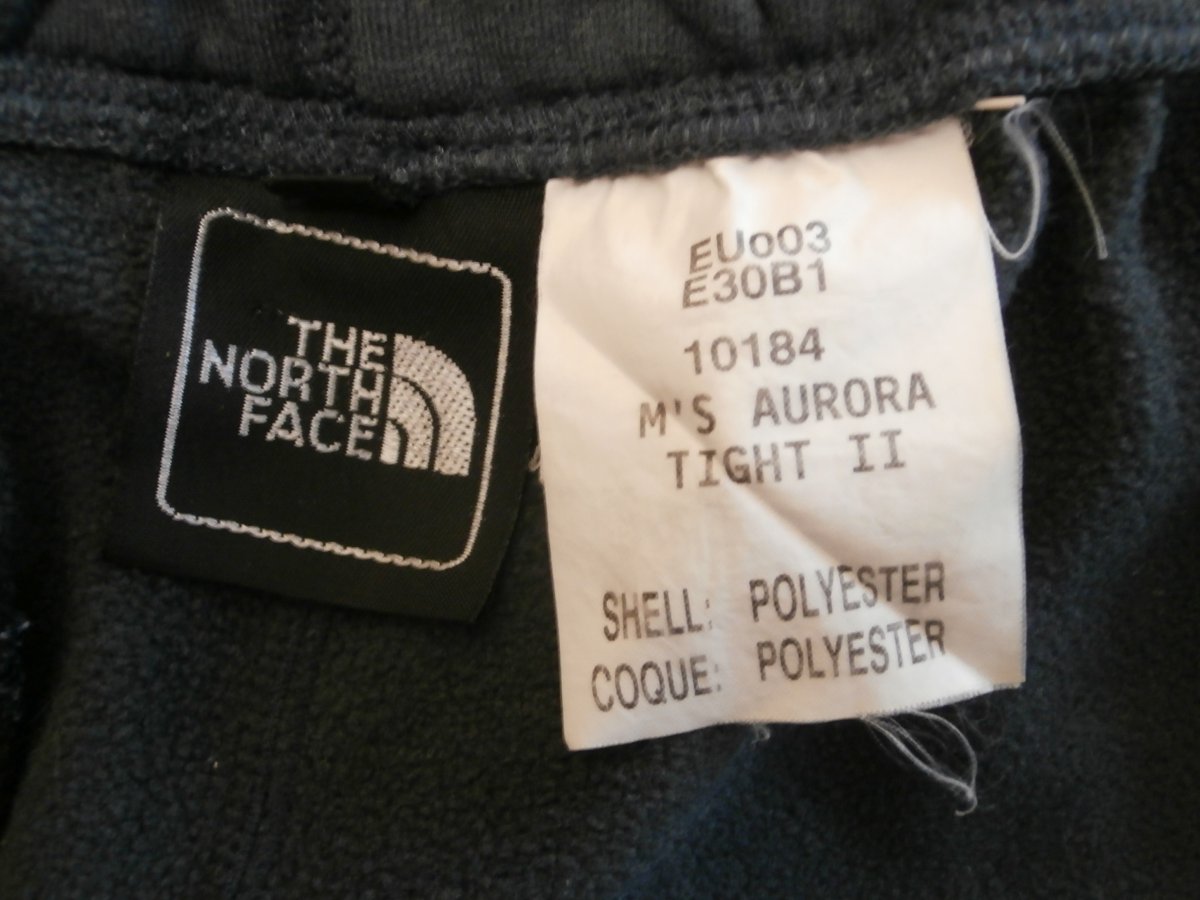 THE
NORTH
FACE
EUo03
E30B1
10184
M'S AURORA
TIGHT II
SHELL: POLYESTER
COQUE: POLYESTER